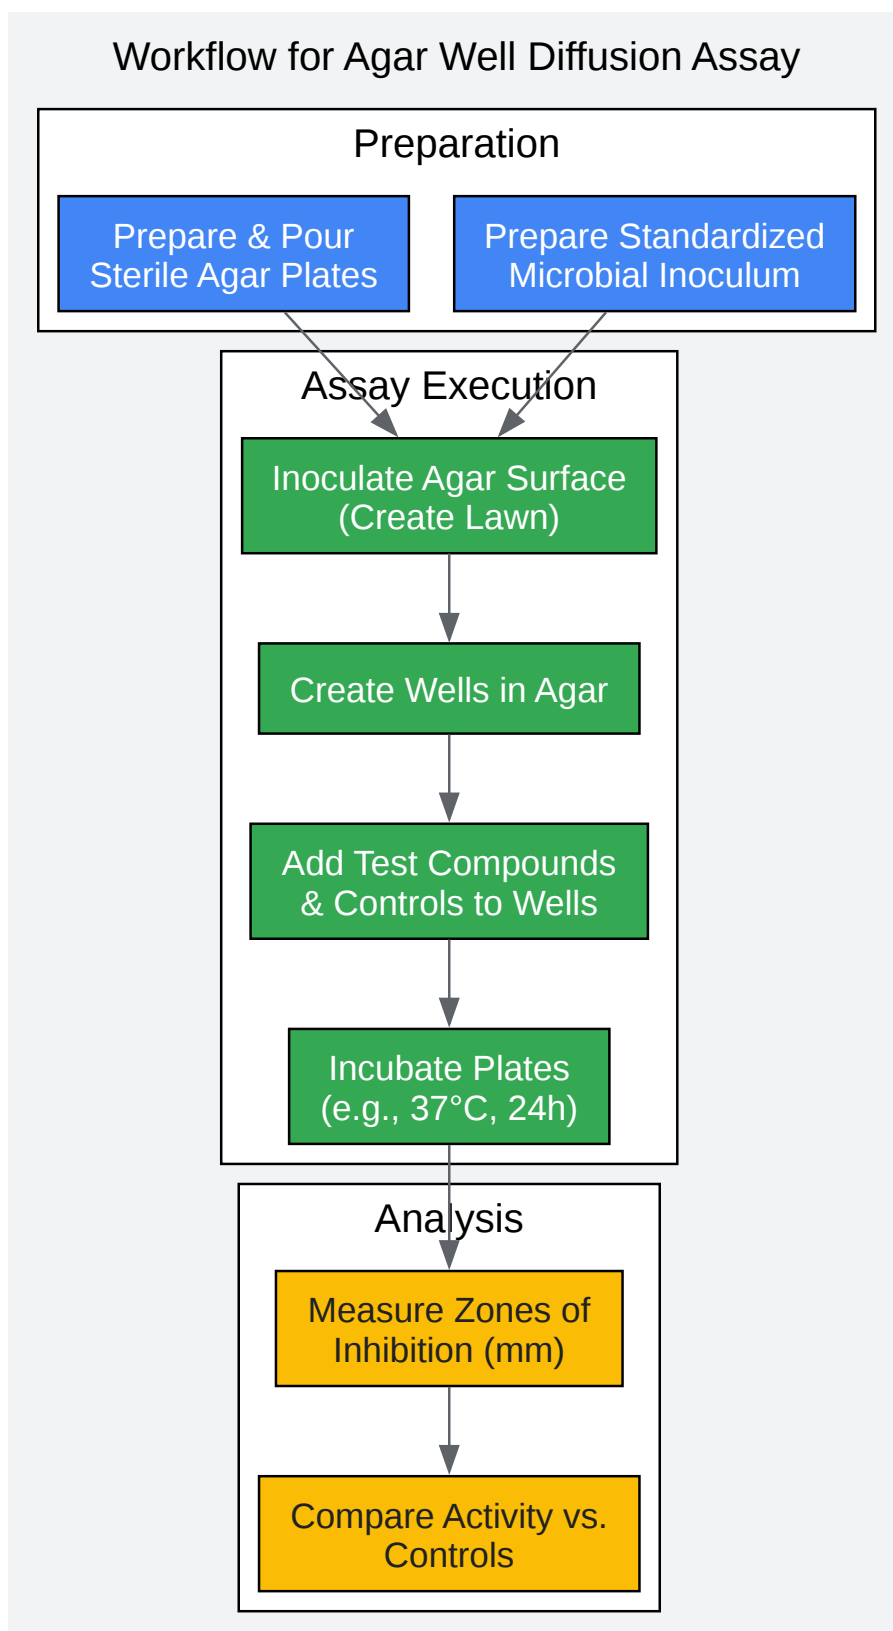 Workflow for Agar Well Diffusion Assay
Preparation
Prepare & Pour
Sterile Agar Plates
Prepare Standardized
Microbial Inoculum
Assay Execution
Inoculate Agar Surface
(Create Lawn)
Create Wells in Agar
Add Test Compounds
& Controls to Wells
Incubate Plates
(e.g., 37°C, 24h)
Analysis
Measure Zones of
Inhibition (mm)
Compare Activity vs.
Controls